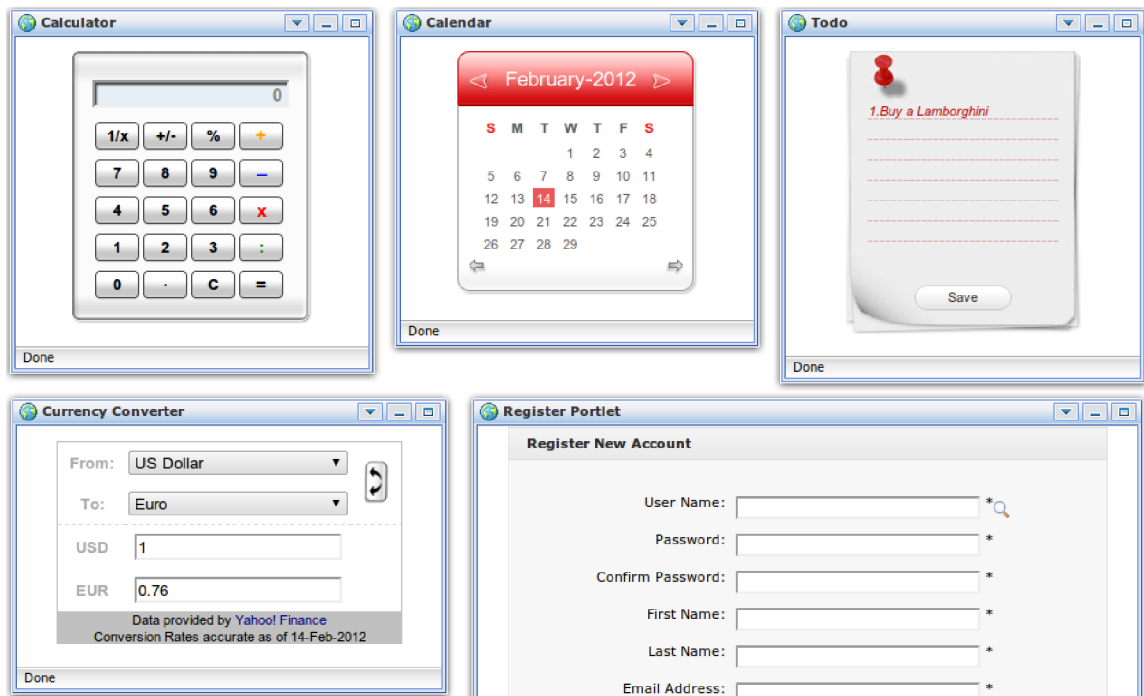 Calculator
0
1/x +/- % +
7 8 9 –
4 5 6 x
1 2 3 :
0 . C =
Done
Calendar
February-2012
S M T W T F S
1 2 3 4
5 6 7 8 9 10 11
12 13 14 15 16 17 18
19 20 21 22 23 24 25
26 27 28 29
Done
Todo
1.Buy a Lamborghini
Save
Done
Currency Converter
From: US Dollar
To: Euro
USD 1
EUR 0.76
Data provided by Yahoo! Finance
Conversion Rates accurate as of 14-Feb-2012
Done
Register Portlet
Register New Account
User Name: *
Password: *
Confirm Password: *
First Name: *
Last Name: *
Email Address: *